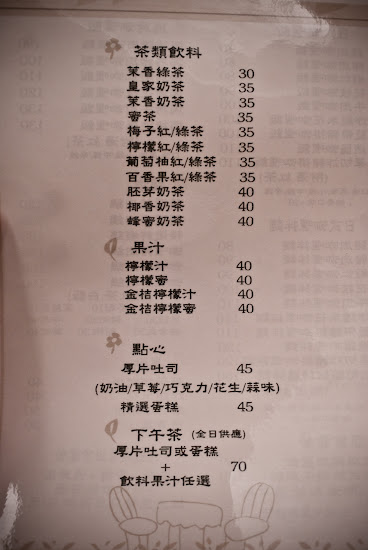 茶類飲料
茉香綠茶 30
皇家奶茶 35
茉香奶茶 35
蜜茶 35
梅子紅/綠茶 35
檸檬紅/綠茶 35
葡萄柚紅/綠茶 35
百香果紅/綠茶 35
胚芽奶茶 40
椰香奶茶 40
蜂蜜奶茶 40
果汁
檸檬汁 40
檸檬蜜 40
金桔檸檬汁 40
金桔檸檬蜜 40
點心
厚片吐司 45
(奶油/草莓/巧克力/花生/蒜味)
精選蛋糕 45
下午茶 (全日供應)
厚片吐司或蛋糕
+ 70
飲料果汁任選